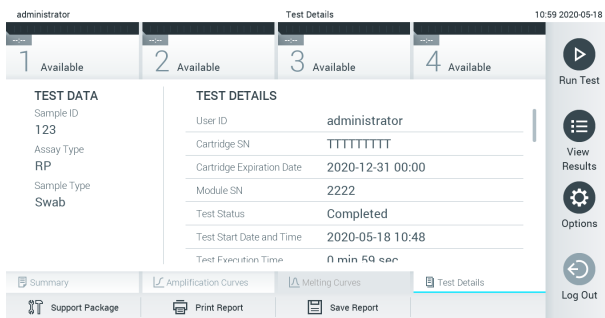 administrator Test Details 10:59 2020-05-18
--:-- --:-- --:-- --:--
1 Available 2 Available 3 Available 4 Available
Run Test
View
Results
Options
Log Out
TEST DATA
Sample ID
123
Assay Type
RP
Sample Type
Swab
TEST DETAILS
User ID administrator
Cartridge SN TTTTTTTTT
Cartridge Expiration Date 2020-12-31 00:00
Module SN 2222
Test Status Completed
Test Start Date and Time 2020-05-18 10:48
Test Execution Time 0 min 59 sec
Summary Amplification Curves Melting Curves Test Details
Support Package Print Report Save Report